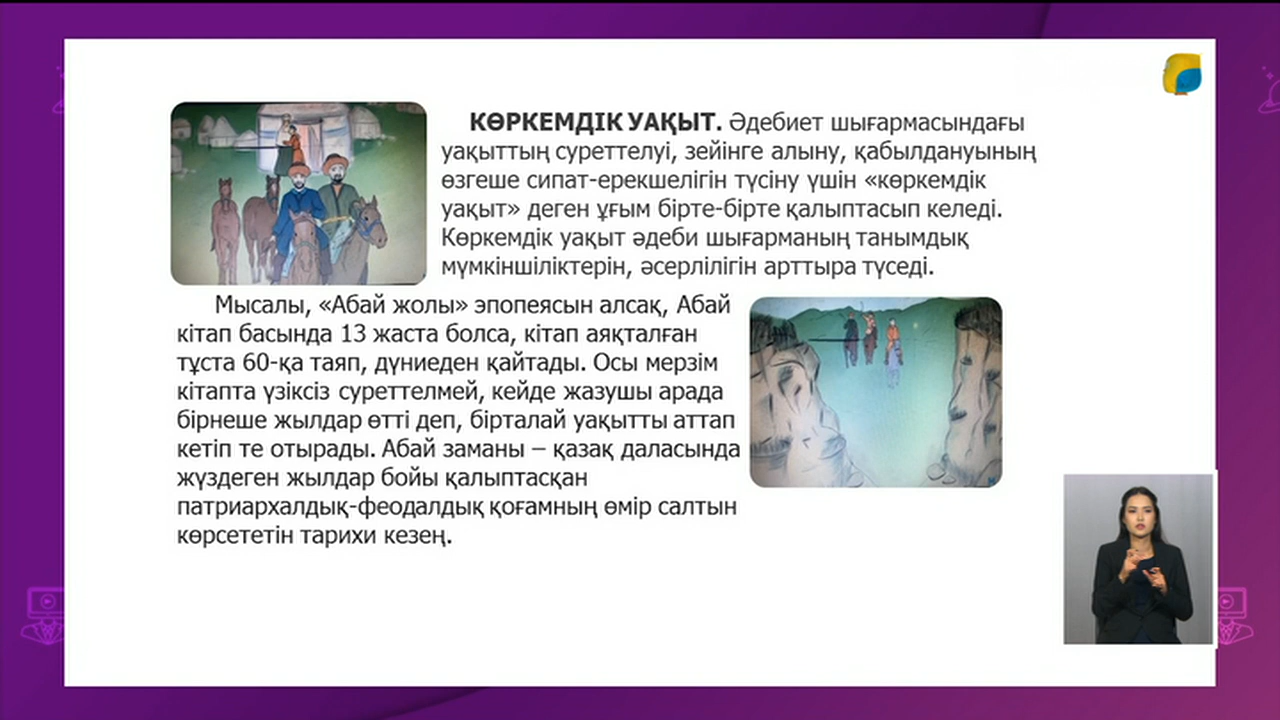 КӨРКЕМДІК УАҚЫТ. Әдебиет шығармасындағы
уақыттың суреттелуі, зейінге алыну, қабылдануының
өзгеше сипат-ерекшелігін түсіну үшін «көркемдік
уақыт» деген ұғым бірте-бірте қалыптасып келеді.
Көркемдік уақыт әдеби шығарманың танымдық
мүмкіншіліктерін, әсерлілігін арттыра түседі.
Мысалы, «Абай жолы» эпопеясын алсақ, Абай
кітап басында 13 жаста болса, кітап аяқталған
тұста 60-қа таяп, дүниеден қайтады. Осы мерзім
кітапта үзіксіз суреттелмей, кейде жазушы арада
бірнеше жылдар өтті деп, бірталай уақытты аттап
кетіп те отырады. Абай заманы – қазақ даласында
жүздеген жылдар бойы қалыптасқан
патриархалдық-феодалдық қоғамның өмір салтын
көрсететін тарихи кезең.